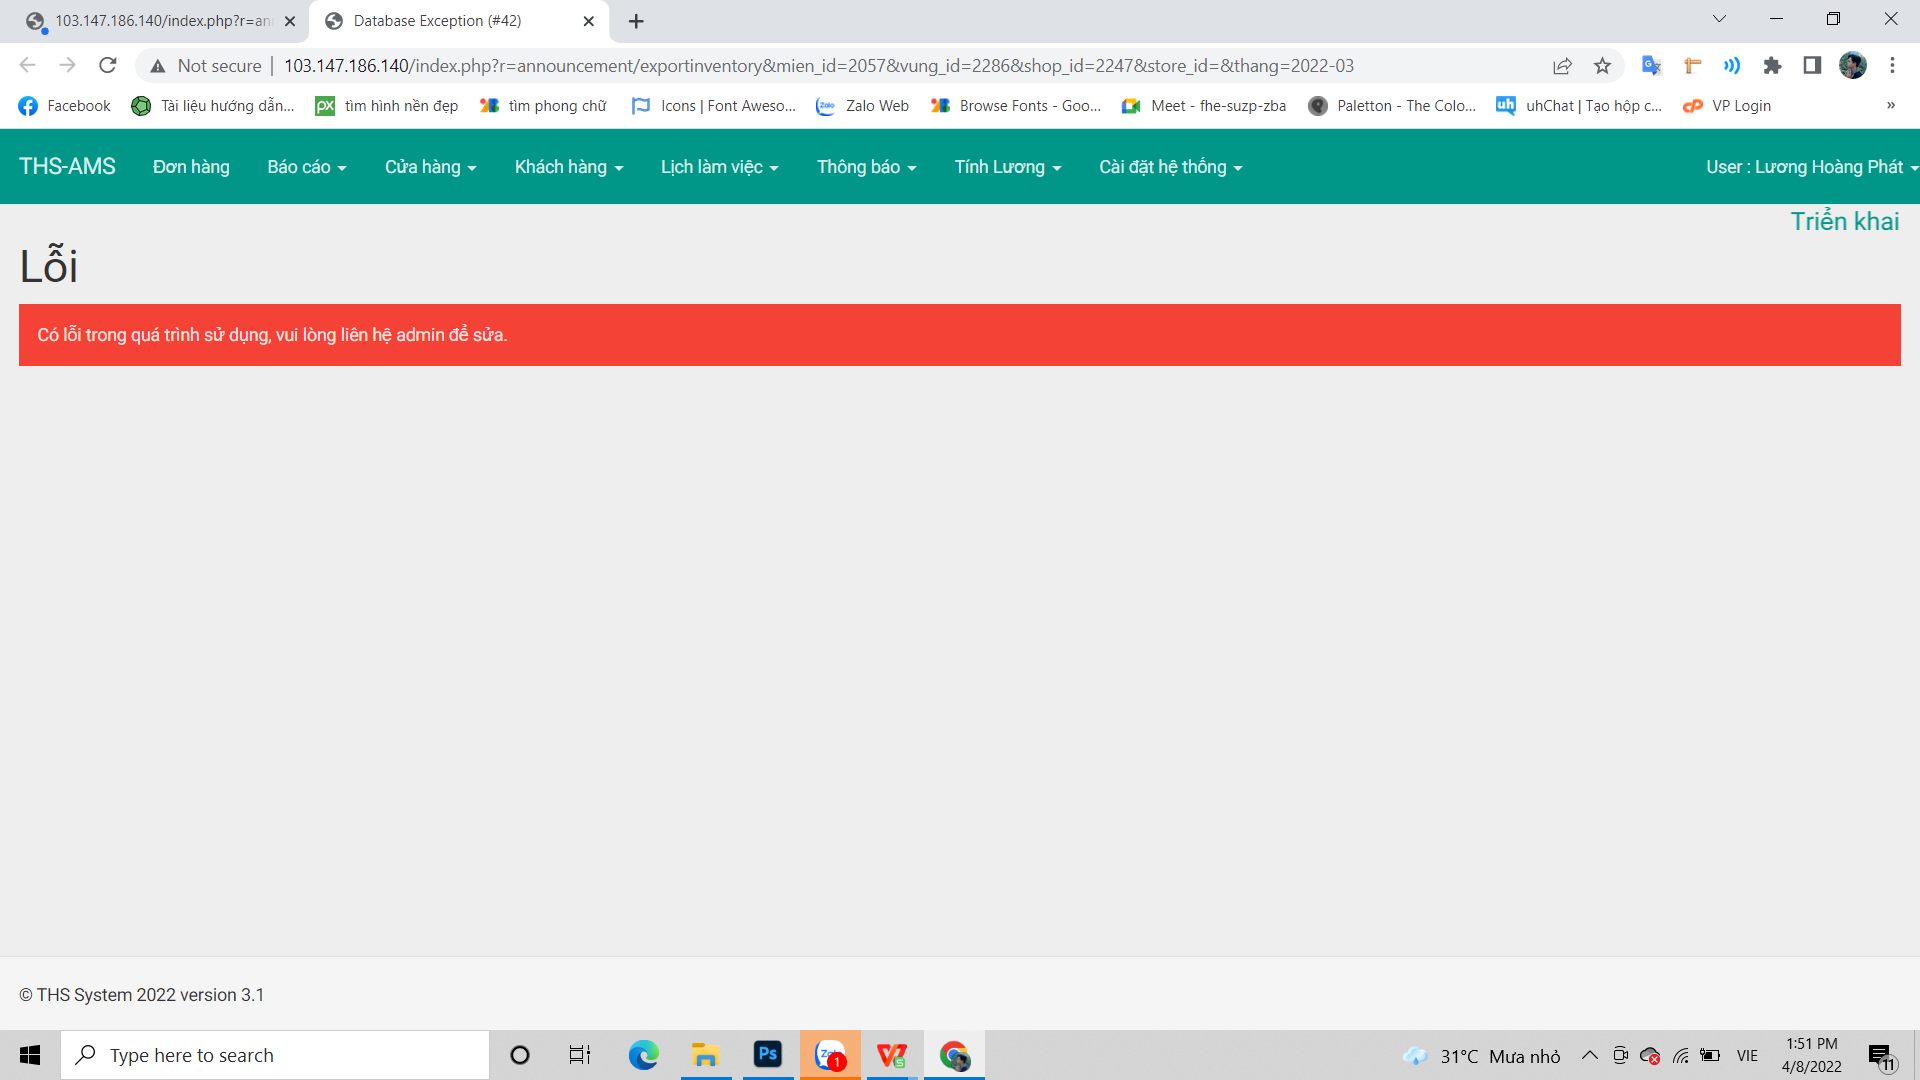 103.147.186.140/index.php?r=an
Database Exception (#42)
Not secure | 103.147.186.140/index.php?r=announcement/exportinventory&mien_id=2057&vung_id=2286&shop_id=2247&store_id=&thang=2022-03
Facebook Tài liệu hướng dẫn... tìm hình nền đẹp tìm phong chữ Icons | Font Aweso... Zalo Web Browse Fonts - Goo... Meet - fhe-suzp-zba Paletton - The Colo... uhChat | Tạo hộp c... VP Login »
THS-AMS Đơn hàng Báo cáo Cửa hàng Khách hàng Lịch làm việc Thông báo Tính Lương Cài đặt hệ thống User : Lương Hoàng Phát
Triển khai
Lỗi
Có lỗi trong quá trình sử dụng, vui lòng liên hệ admin để sửa.
© THS System 2022 version 3.1
Type here to search
Ps
1
31°C Mưa nhỏ
VIE
1:51 PM
4/8/2022
11